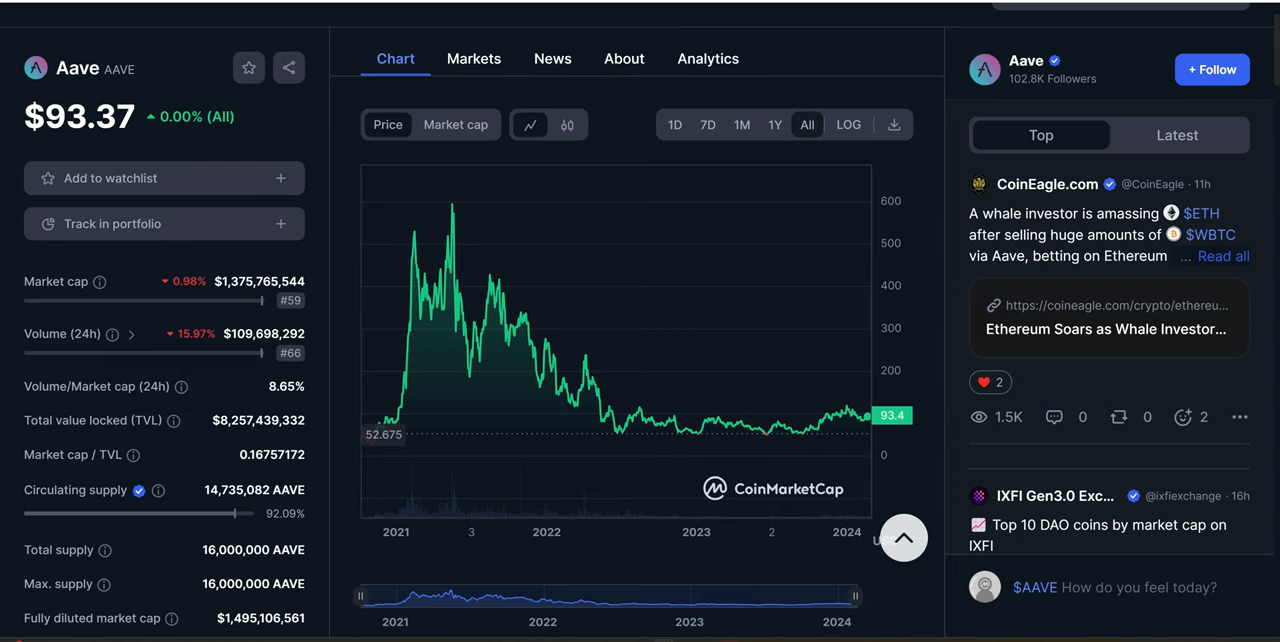 Aave AAVE
$93.37 0.00% (All)
Add to watchlist
Track in portfolio
Market cap 0.98% $1,375,765,544
#59
Volume (24h) 15.97% $109,698,292
#66
Volume/Market cap (24h) 8.65%
Total value locked (TVL) $8,257,439,332
Market cap / TVL 0.16757172
Circulating supply 14,735,082 AAVE
92.09%
Total supply 16,000,000 AAVE
Max. supply 16,000,000 AAVE
Fully diluted market cap $1,495,106,561
Chart Markets News About Analytics
Price Market cap 1D 7D 1M 1Y All LOG
600
500
400
300
200
93.4
52.675
0
CoinMarketCap
2021 3 2022 2023 2 2024
2021 2022 2023 2024
Aave
102.8K Followers
+ Follow
Top Latest
CoinEagle.com @CoinEagle · 11h
A whale investor is amassing $ETH
after selling huge amounts of $WBTC
via Aave, betting on Ethereum ... Read all
https://coineagle.com/crypto/ethereu...
Ethereum Soars as Whale Investor...
2
1.5K 0 0 2
IXFI Gen3.0 Exc... @ixfiexchange · 16h
Top 10 DAO coins by market cap on
IXFI
$AAVE How do you feel today?